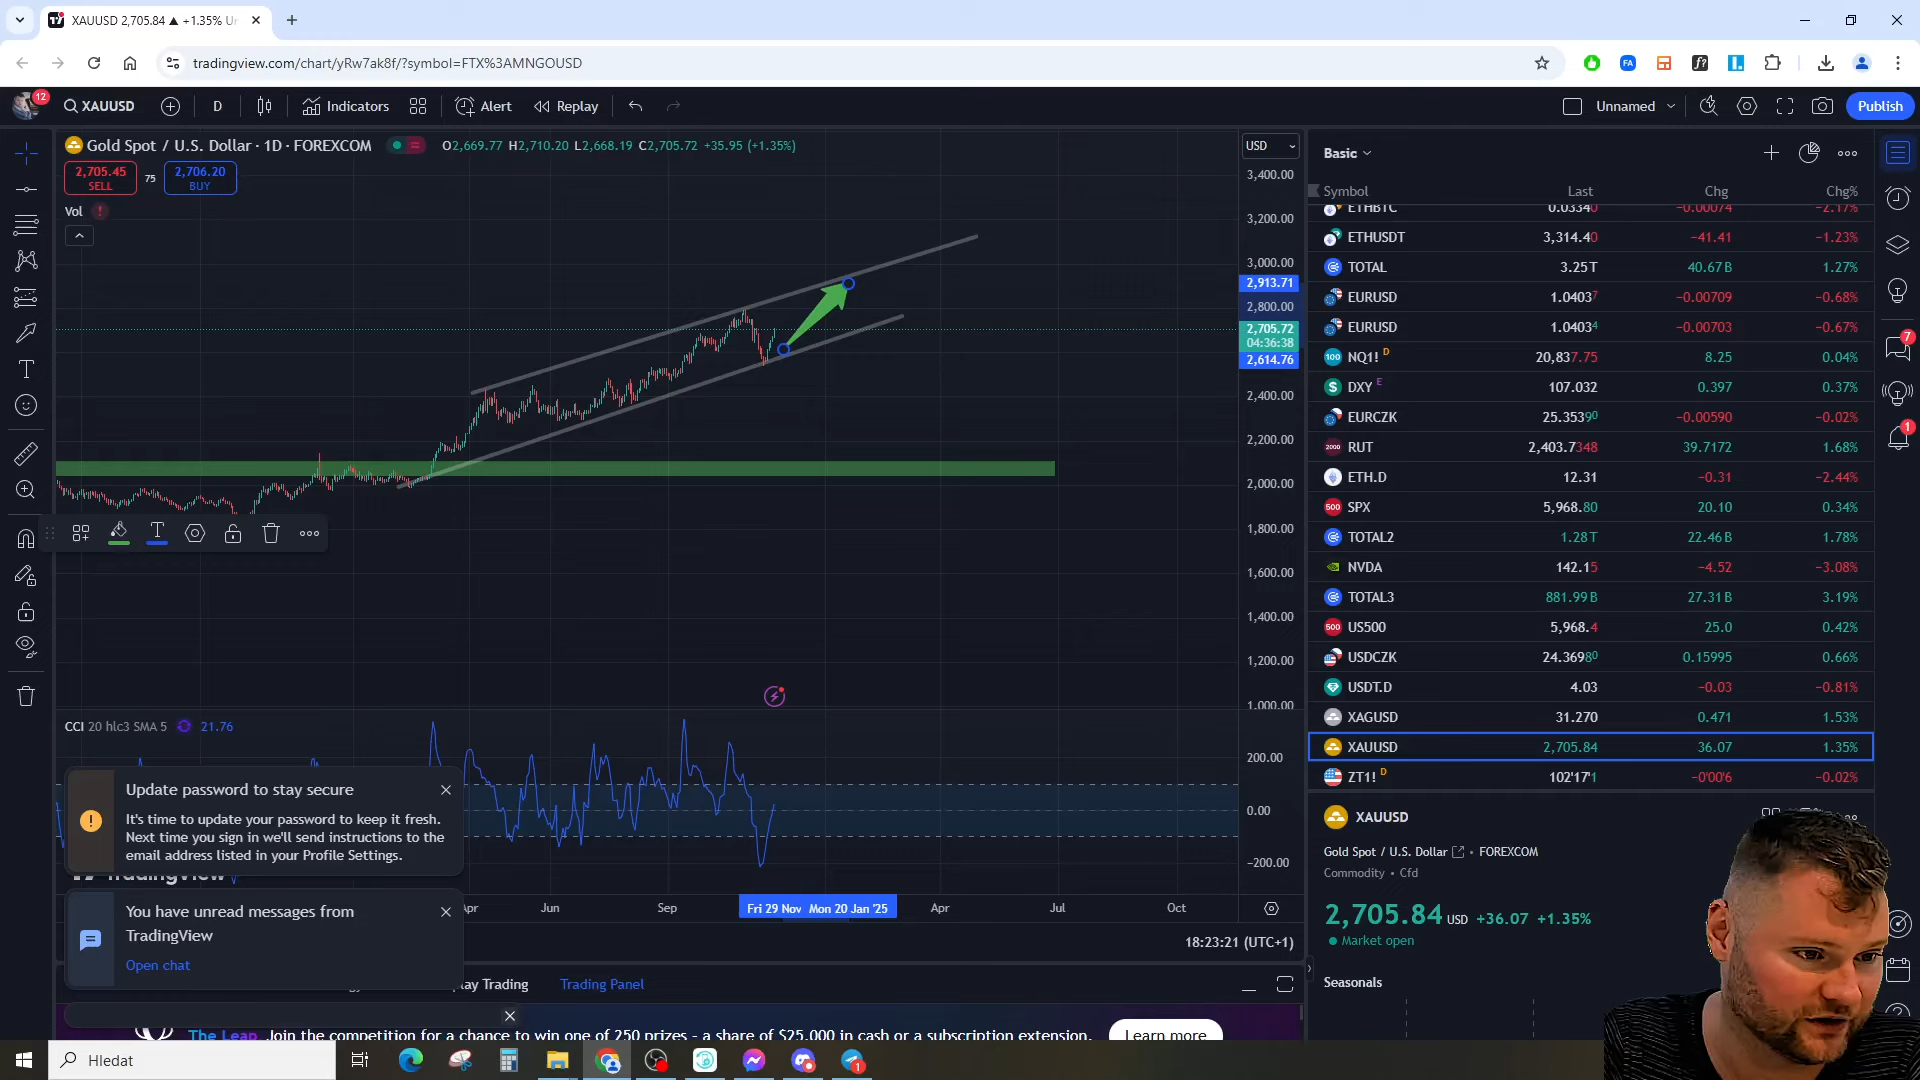 XAUUSD 2,705.84 ▲ +1.35% Un
tradingview.com/chart/yRw7ak8f/?symbol=FTX%3AMNGOUSD
12
XAUUSD
D
Indicators
Alert
Replay
Unnamed
Publish
Gold Spot / U.S. Dollar · 1D · FOREXCOM
O2,669.77 H2,710.20 L2,668.19 C2,705.72 +35.95 (+1.35%)
2,705.45
SELL
75
2,706.20
BUY
Vol
USD
3,400.00
3,200.00
3,000.00
2,913.71
2,800.00
2,705.72
04:36:38
2,614.76
2,400.00
2,200.00
2,000.00
1,800.00
1,600.00
1,400.00
1,200.00
1,000.00
CCI 20 hlc3 SMA 5 21.76
200.00
0.00
−200.00
Update password to stay secure
It's time to update your password to keep it fresh.
Next time you sign in we'll send instructions to the
email address listed in your Profile Settings.
TradingView
You have unread messages from
TradingView
Open chat
Apr
Jun
Sep
Fri 29 Nov
Mon 20 Jan '25
Apr
Jul
Oct
18:23:21 (UTC+1)
play Trading
Trading Panel
The Leap Join the competition for a chance to win one of 250 prizes - a share of $25,000 in cash or a subscription extension.
Learn more
Basic
Symbol Last Chg Chg%
ETHBTC 0.03340 −0.00074 −2.17%
ETHUSDT 3,314.40 −41.41 −1.23%
TOTAL 3.25T 40.67B 1.27%
EURUSD 1.04037 −0.00709 −0.68%
EURUSD 1.04034 −0.00703 −0.67%
NQ1! D 20,837.75 8.25 0.04%
DXY E 107.032 0.397 0.37%
EURCZK 25.35390 −0.00590 −0.02%
RUT 2,403.7348 39.7172 1.68%
ETH.D 12.31 −0.31 −2.44%
SPX 5,968.80 20.10 0.34%
TOTAL2 1.28T 22.46B 1.78%
NVDA 142.15 −4.52 −3.08%
TOTAL3 881.99B 27.31B 3.19%
US500 5,968.4 25.0 0.42%
USDCZK 24.36980 0.15995 0.66%
USDT.D 4.03 −0.03 −0.81%
XAGUSD 31.270 0.471 1.53%
XAUUSD 2,705.84 36.07 1.35%
ZT1! D 102'17'1 −0'00'6 −0.02%
XAUUSD
Gold Spot / U.S. Dollar • FOREXCOM
Commodity • Cfd
2,705.84 USD +36.07 +1.35%
Market open
Seasonals
7
1
Hledat
1